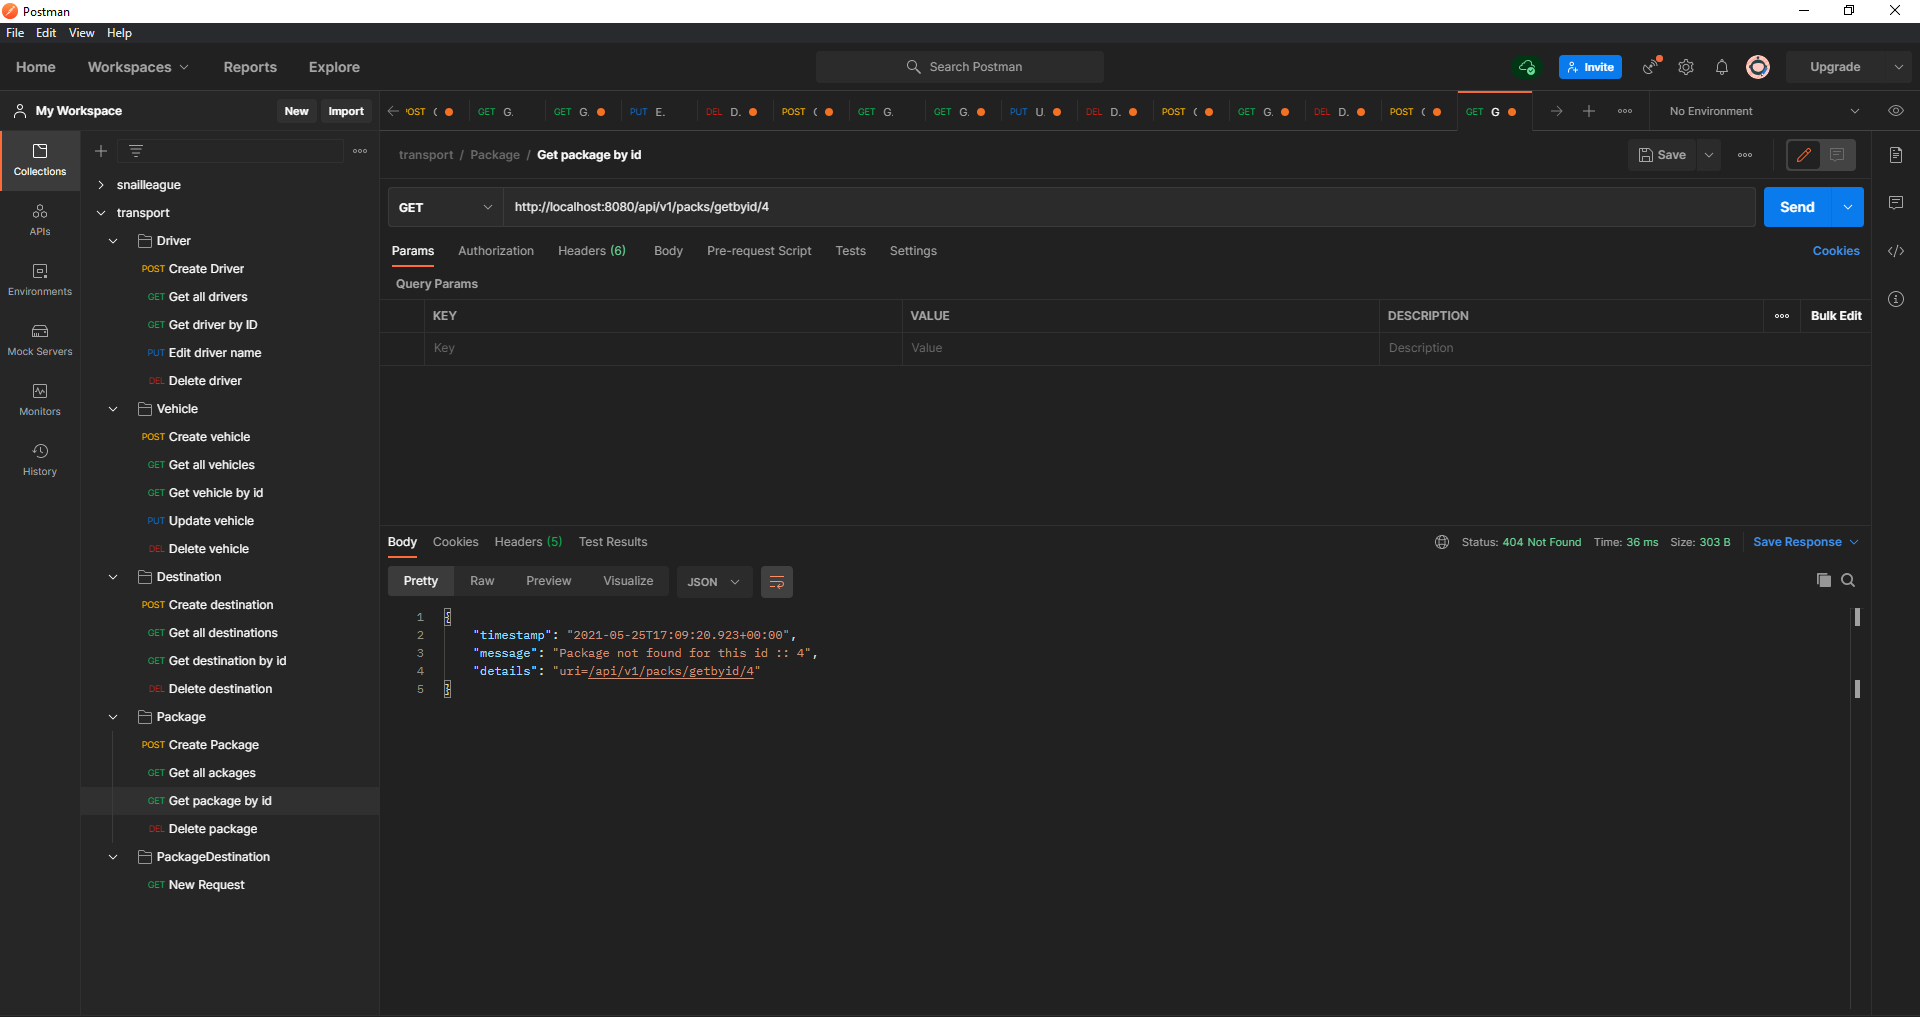 Postman
File Edit View Help
Home Workspaces Reports Explore Search Postman Invite Upgrade
My Workspace New Import
OST GET G. GET G. PUT E. DEL D. POST GET G. GET G. PUT U. DEL D. POST GET G. DEL D. POST GET G No Environment
Collections
APIs
Environments
Mock Servers
Monitors
History
snailleague
transport
Driver
POST Create Driver
GET Get all drivers
GET Get driver by ID
PUT Edit driver name
DEL Delete driver
Vehicle
POST Create vehicle
GET Get all vehicles
GET Get vehicle by id
PUT Update vehicle
DEL Delete vehicle
Destination
POST Create destination
GET Get all destinations
GET Get destination by id
DEL Delete destination
Package
POST Create Package
GET Get all ackages
GET Get package by id
DEL Delete package
PackageDestination
GET New Request
transport / Package / Get package by id Save
GET http://localhost:8080/api/v1/packs/getbyid/4 Send
Params Authorization Headers (6) Body Pre-request Script Tests Settings Cookies
Query Params
KEY VALUE DESCRIPTION Bulk Edit
Key Value Description
Body Cookies Headers (5) Test Results Status: 404 Not Found Time: 36 ms Size: 303 B Save Response
Pretty Raw Preview Visualize JSON
1 {
2 "timestamp": "2021-05-25T17:09:20.923+00:00",
3 "message": "Package not found for this id :: 4",
4 "details": "uri=/api/v1/packs/getbyid/4"
5 }